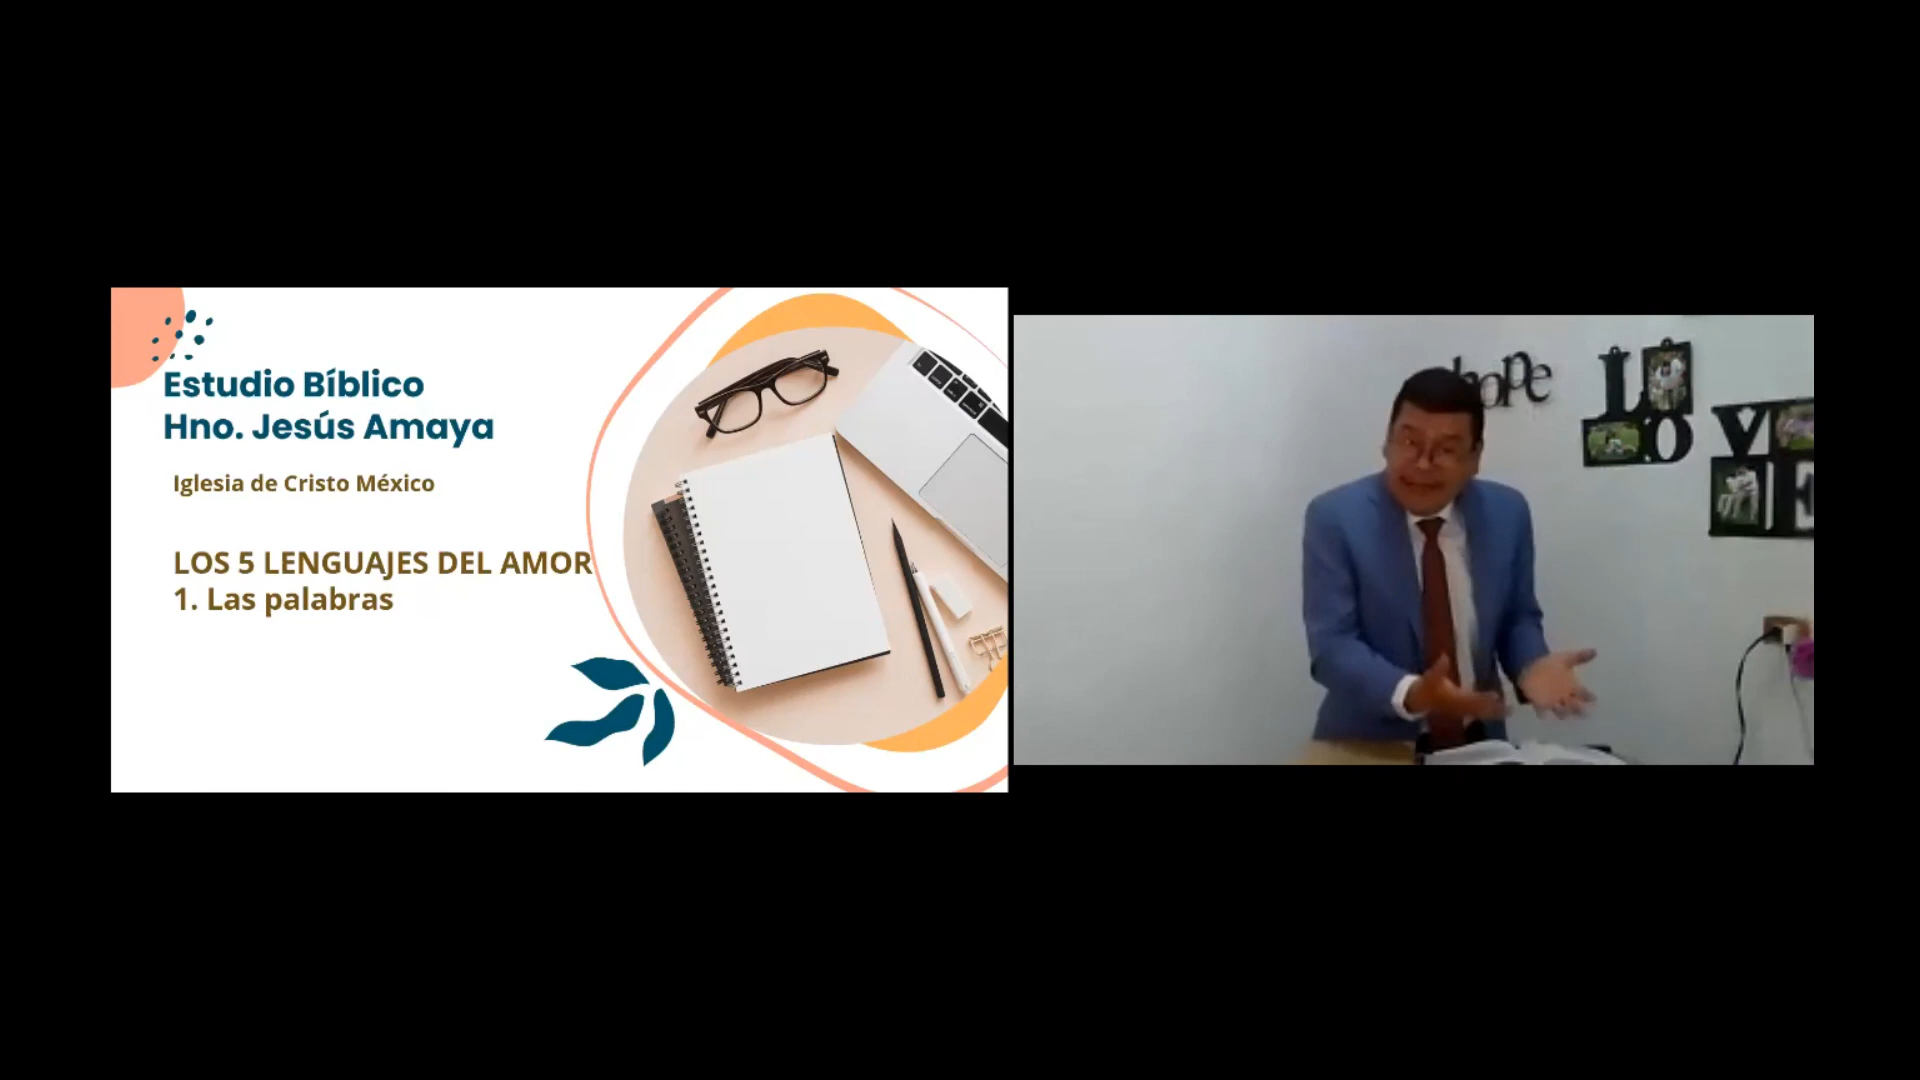 Estudio Bíblico
Hno. Jesús Amaya
Iglesia de Cristo México
LOS 5 LENGUAJES DEL AMOR
1. Las palabras
hope
LO
VE